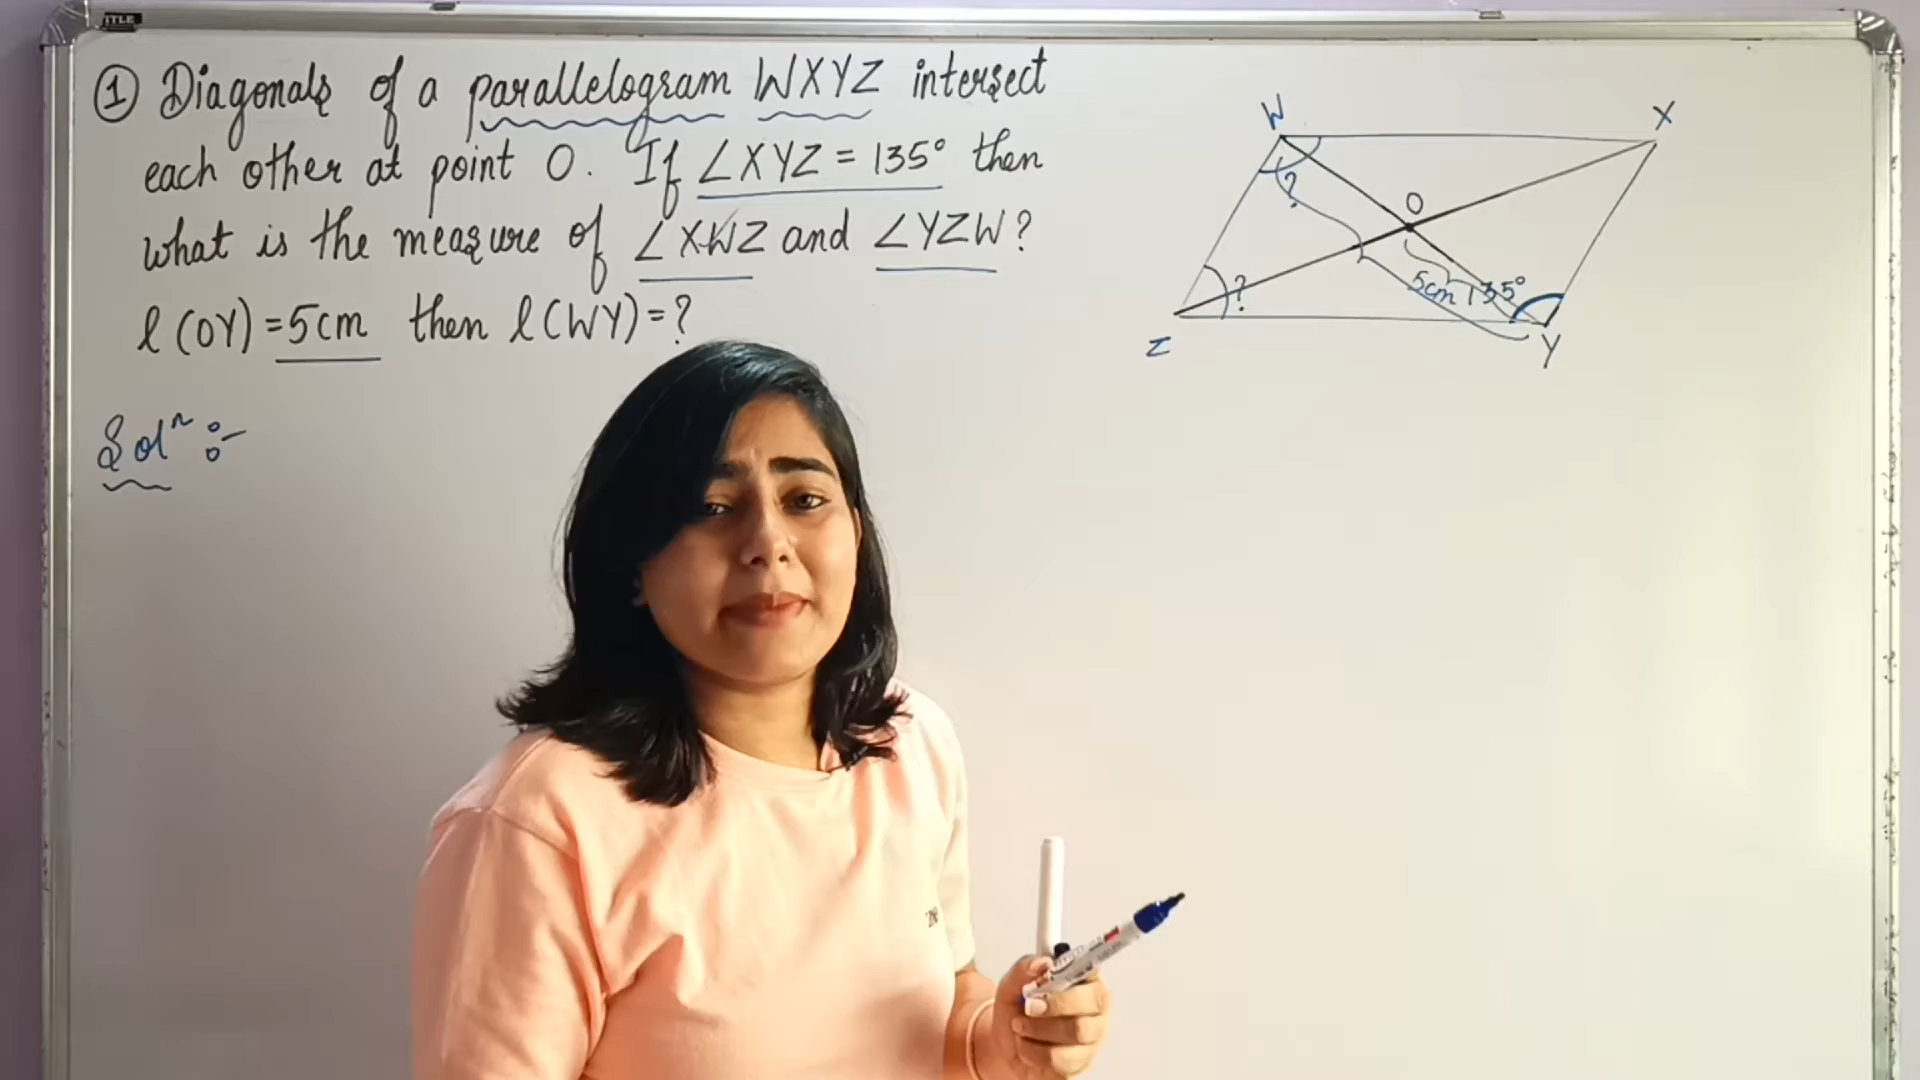 ① Diagonals of a parallelogram WXYZ intersect
each other at point O. If ∠XYZ = 135° then
what is the measure of ∠XWZ and ∠YZW?
l(OY) = 5cm then l(WY) = ?
Solⁿ :-
W
X
O
?
?
5cm
135°
Z
Y